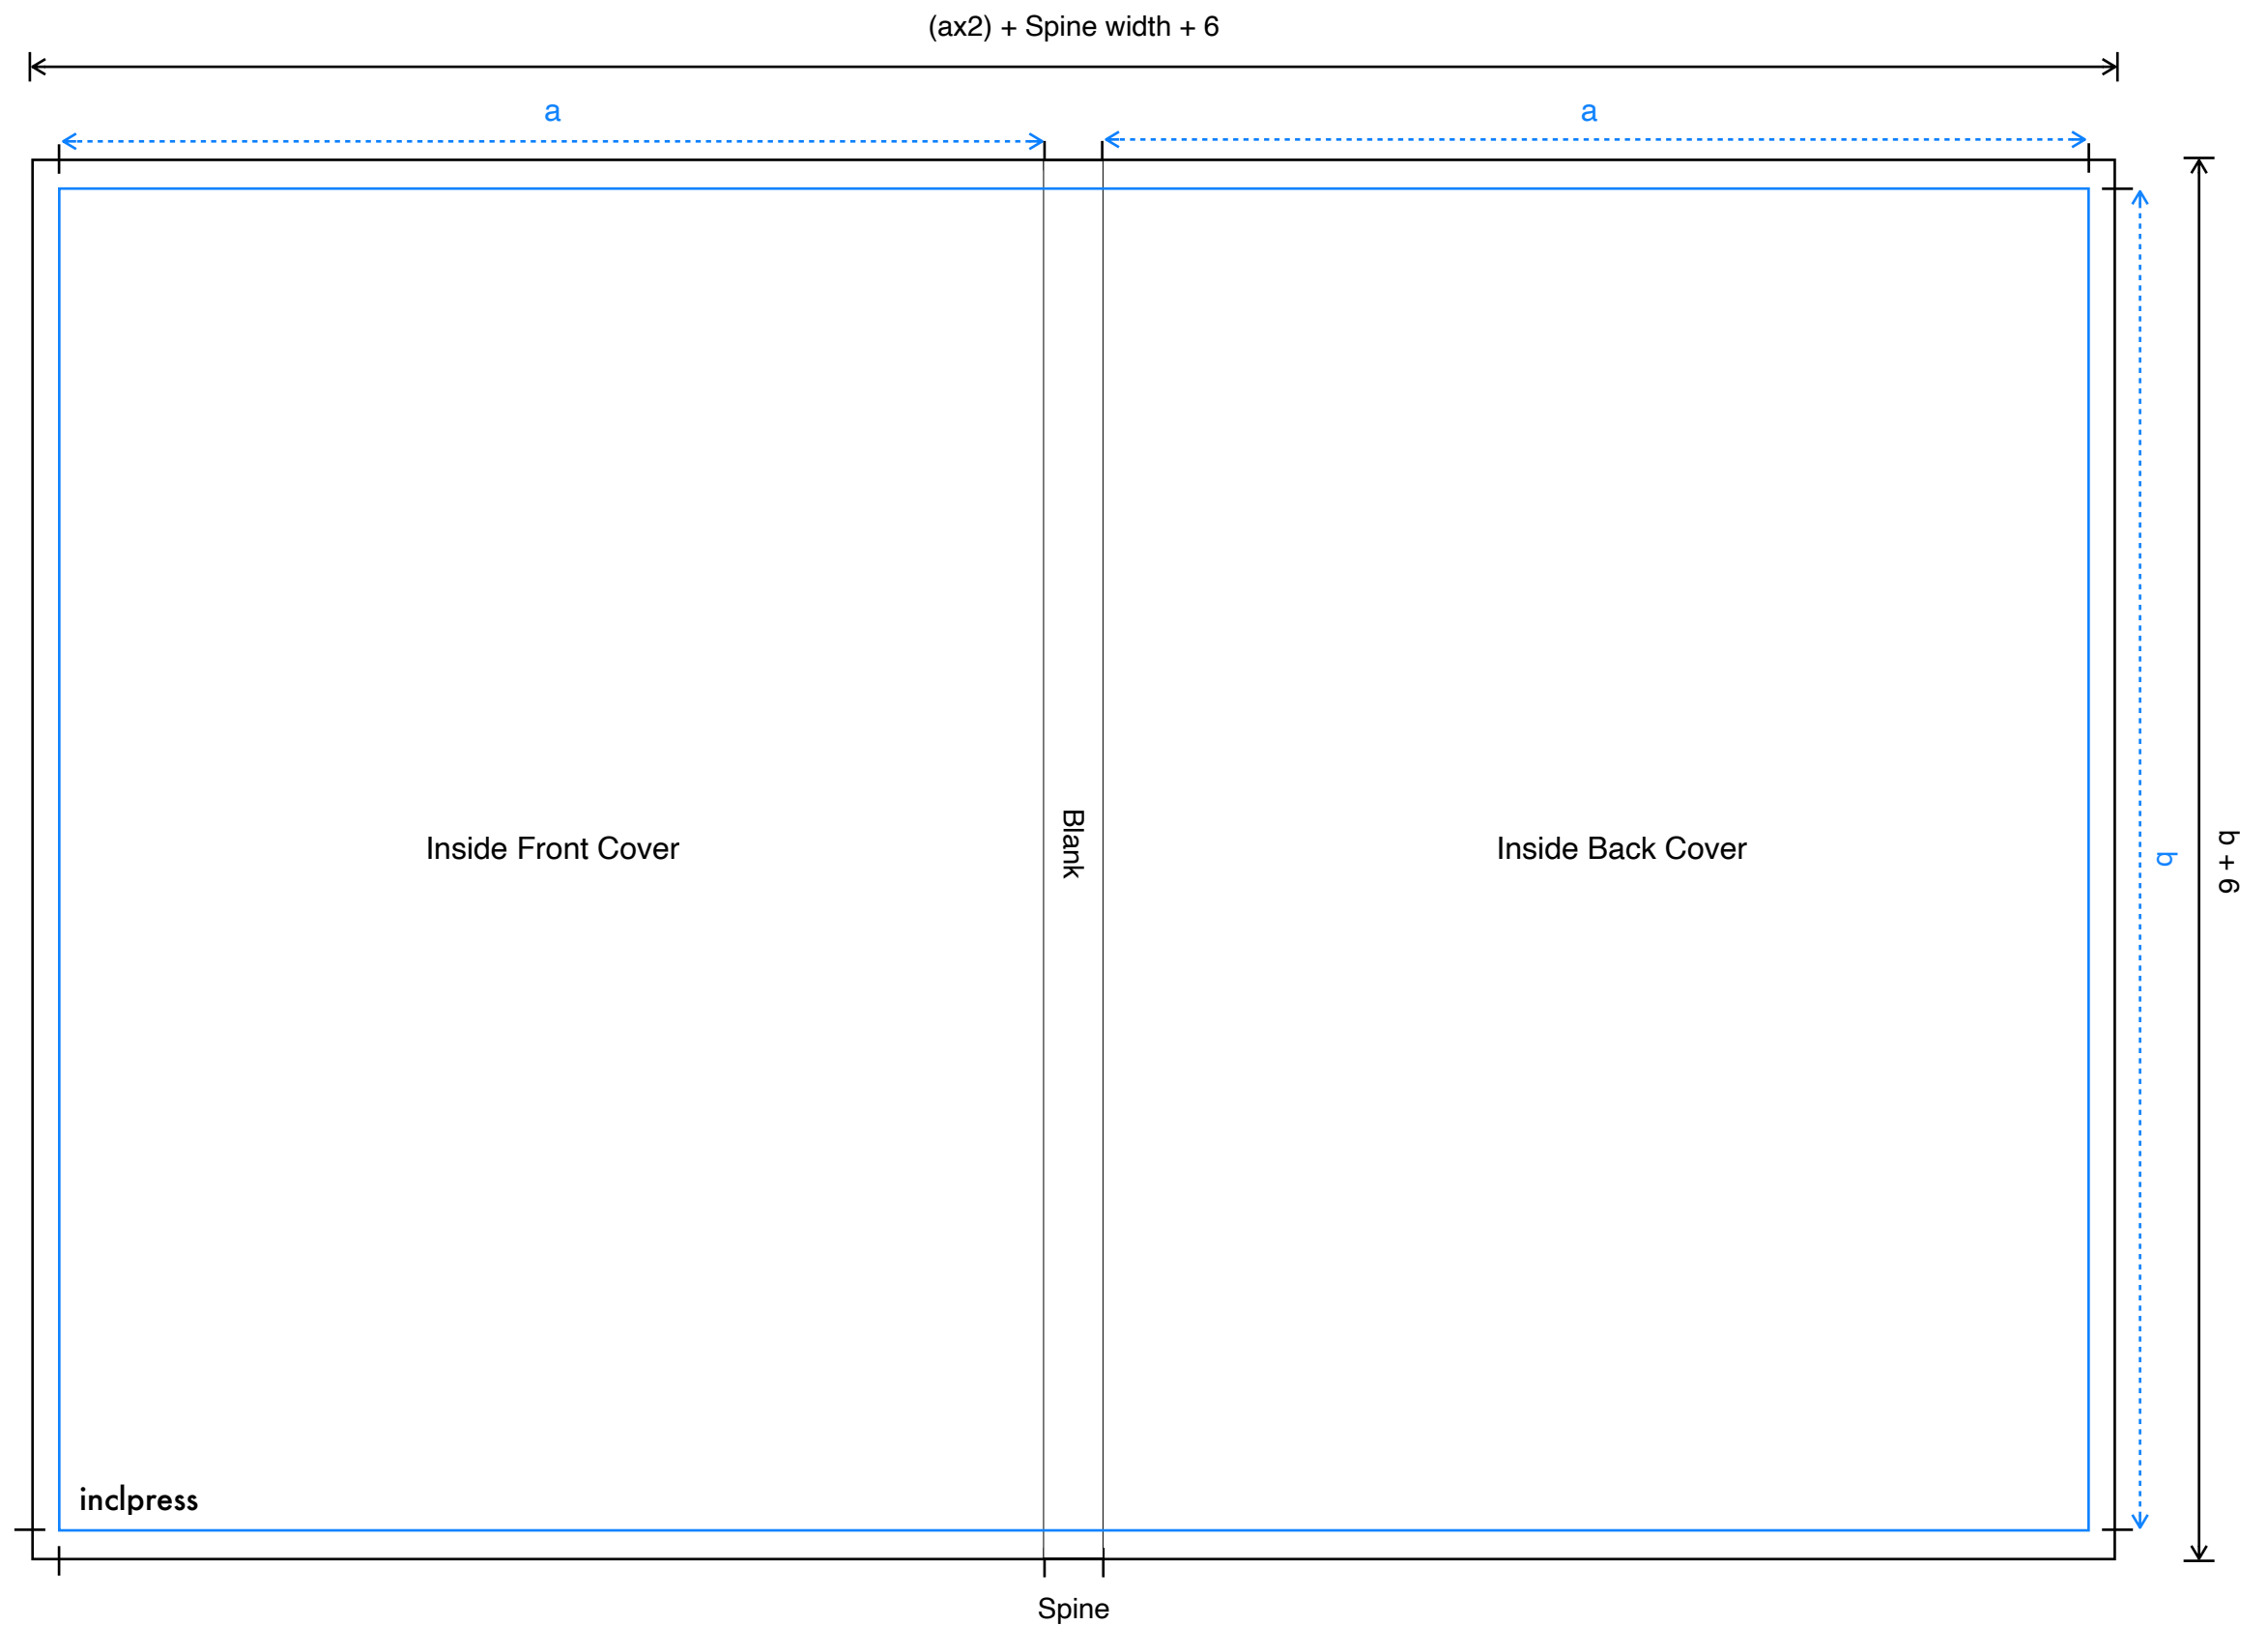 (ax2) + Spine width + 6
a
a
Inside Front Cover
Blank
Inside Back Cover
b
b + 6
inclpress
Spine